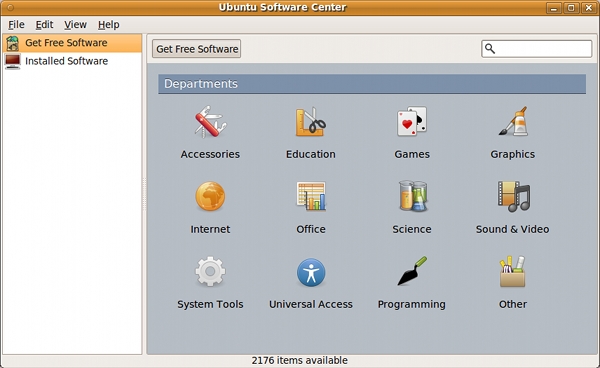 Ubuntu Software Center
File Edit View Help
Get Free Software
Installed Software
Get Free Software
Departments
Accessories Education Games Graphics
Internet Office Science Sound & Video
System Tools Universal Access Programming Other
2176 items available